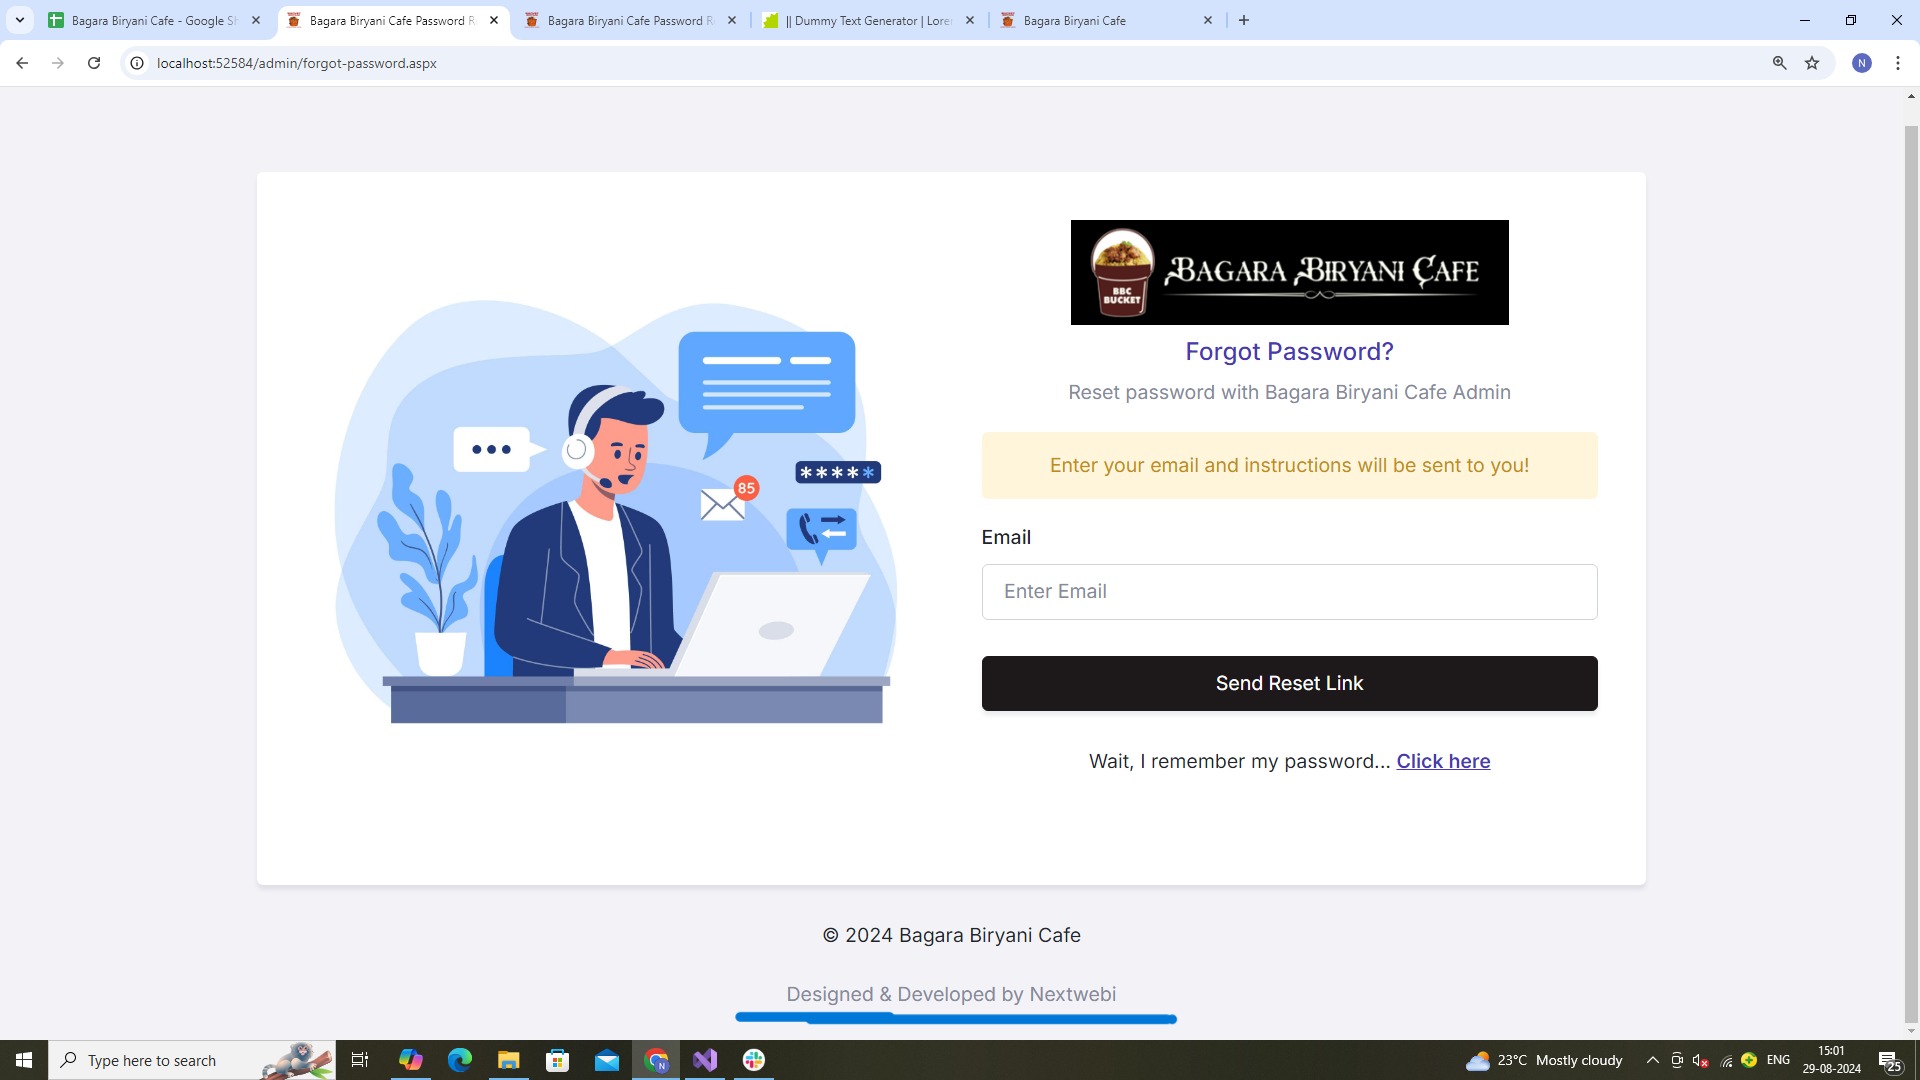 Bagara Biryani Cafe - Google Sh
Bagara Biryani Cafe Password R
Bagara Biryani Cafe Password R
|| Dummy Text Generator | Lore
Bagara Biryani Cafe
localhost:52584/admin/forgot-password.aspx
N
BBC
BUCKET
BAGARA BIRYANI CAFE
Forgot Password?
Reset password with Bagara Biryani Cafe Admin
Enter your email and instructions will be sent to you!
85
*****
Email
Enter Email
Send Reset Link
Wait, I remember my password... Click here
© 2024 Bagara Biryani Cafe
Designed & Developed by Nextwebi
Type here to search
N
23°C Mostly cloudy
ENG
15:01
29-08-2024
25